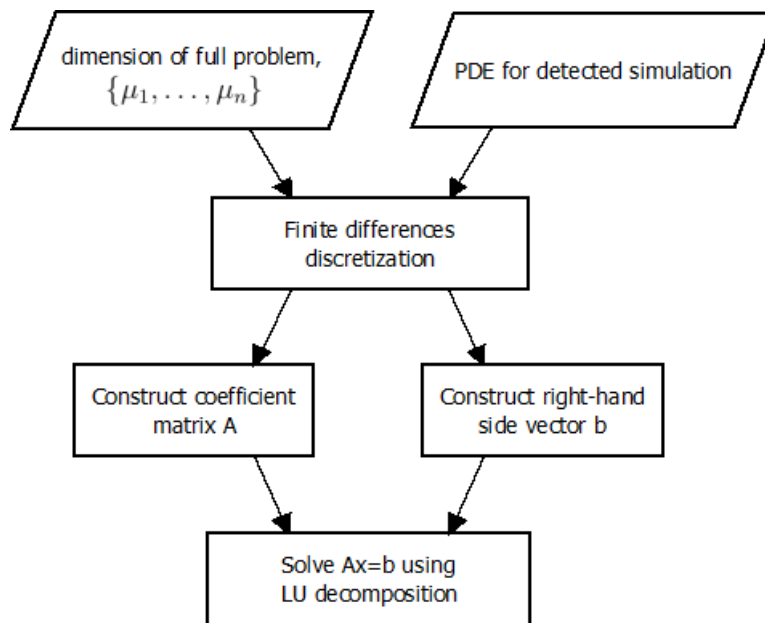 dimension of full problem,
{μ₁, . . . , μₙ}
PDE for detected simulation
Finite differences
discretization
Construct coefficient
matrix A
Construct right-hand
side vector b
Solve Ax=b using
LU decomposition